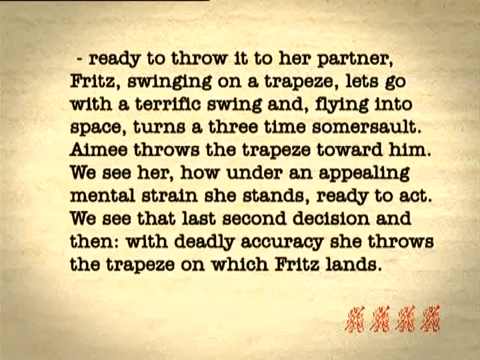 - ready to throw it to her partner,
Fritz, swinging on a trapeze, lets go
with a terrific swing and, flying into
space, turns a three time somersault.
Aimee throws the trapeze toward him.
We see her, how under an appealing
mental strain she stands, ready to act.
We see that last second decision and
then: with deadly accuracy she throws
the trapeze on which Fritz lands.